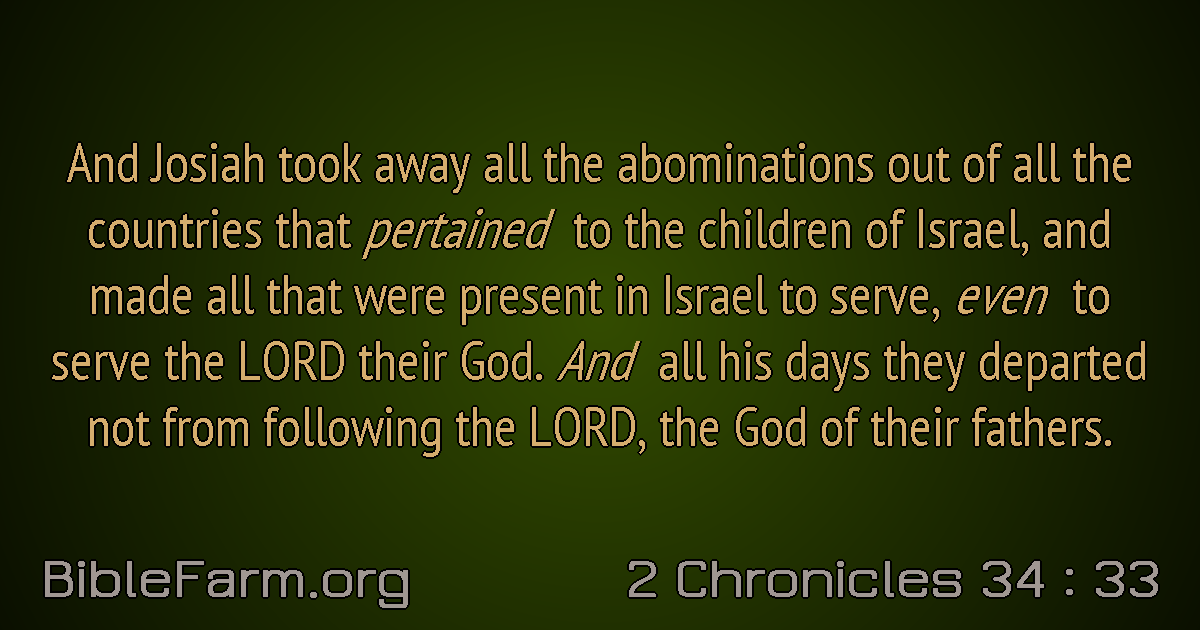 And Josiah took away all the abominations out of all the
countries that pertained to the children of Israel, and
made all that were present in Israel to serve, even to
serve the LORD their God. And all his days they departed
not from following the LORD, the God of their fathers.
BibleFarm.org
2 Chronicles 34 : 33